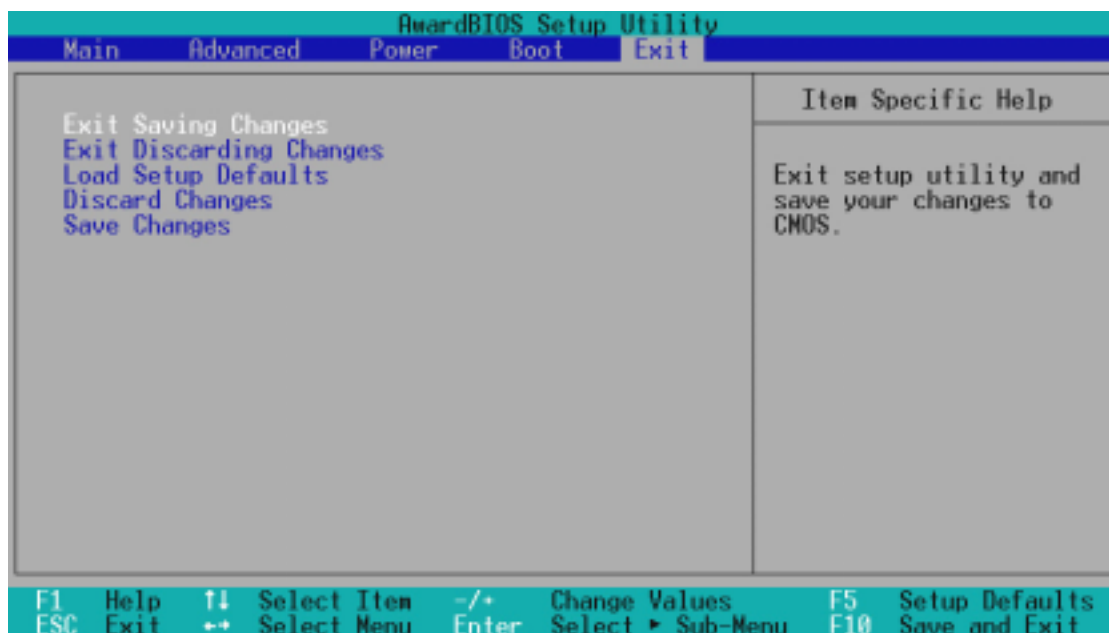 AwardBIOS Setup Utility
Main Advanced Power Boot Exit
Exit Saving Changes
Exit Discarding Changes
Load Setup Defaults
Discard Changes
Save Changes
Item Specific Help
Exit setup utility and
save your changes to
CMOS.
F1 Help ↑↓ Select Item -/+ Change Values F5 Setup Defaults
ESC Exit ←→ Select Menu Enter Select ► Sub-Menu F10 Save and Exit